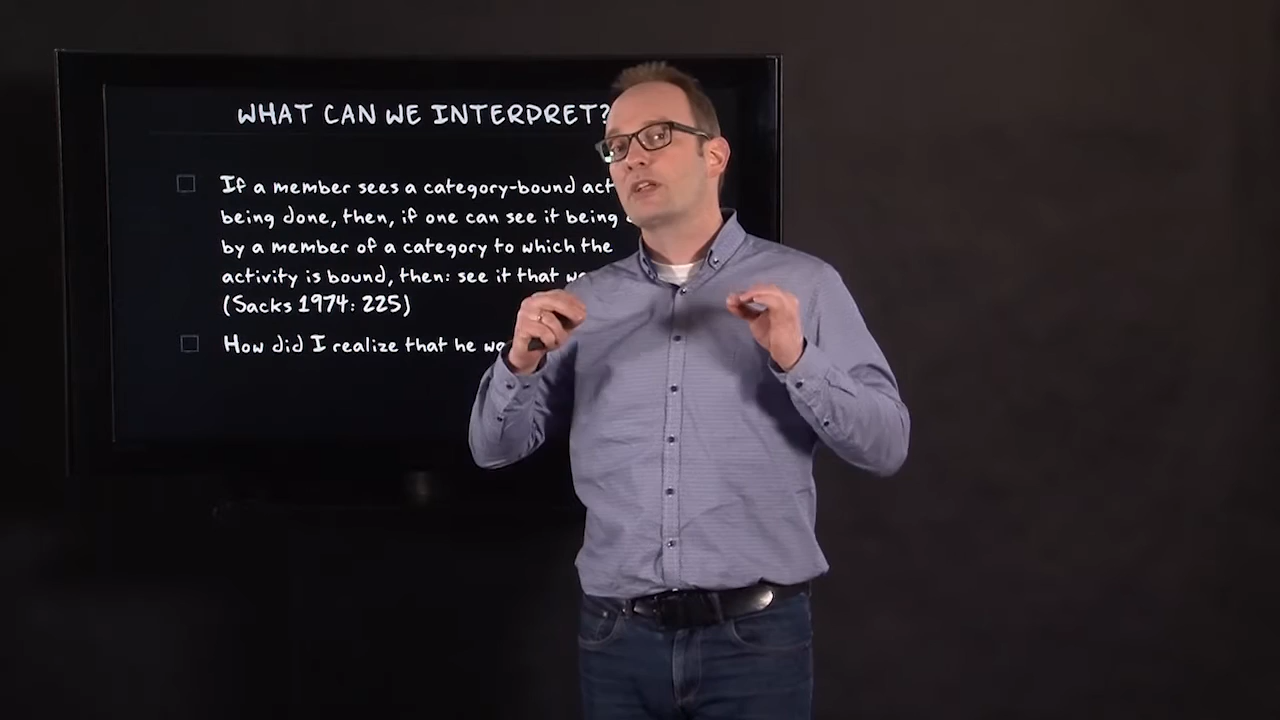 WHAT CAN WE INTERPRET?
If a member sees a category-bound act
being done, then, if one can see it being
by a member of a category to which the
activity is bound, then: see it that
(Sacks 1974: 225)
How did I realize that he